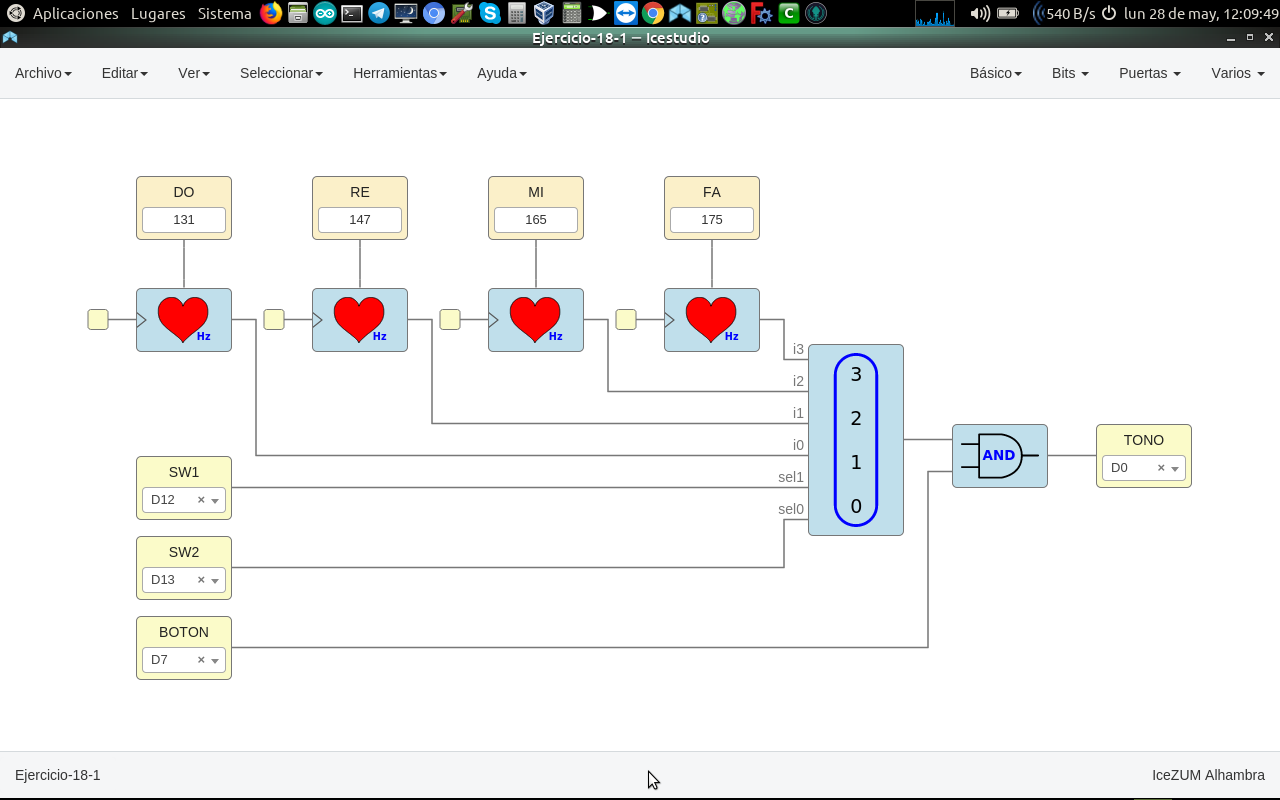 Aplicaciones Lugares Sistema 540 B/s lun 28 de may, 12:09:49
Ejercicio-18-1 — Icestudio
Archivo Editar Ver Seleccionar Herramientas Ayuda Básico Bits Puertas Varios
DO RE MI FA
131 147 165 175
Hz Hz Hz Hz
i3
i2
i1
i0
sel1
sel0
3
2
1
0
AND
TONO
D0 ×
SW1
D12 ×
SW2
D13 ×
BOTON
D7 ×
Ejercicio-18-1 IceZUM Alhambra